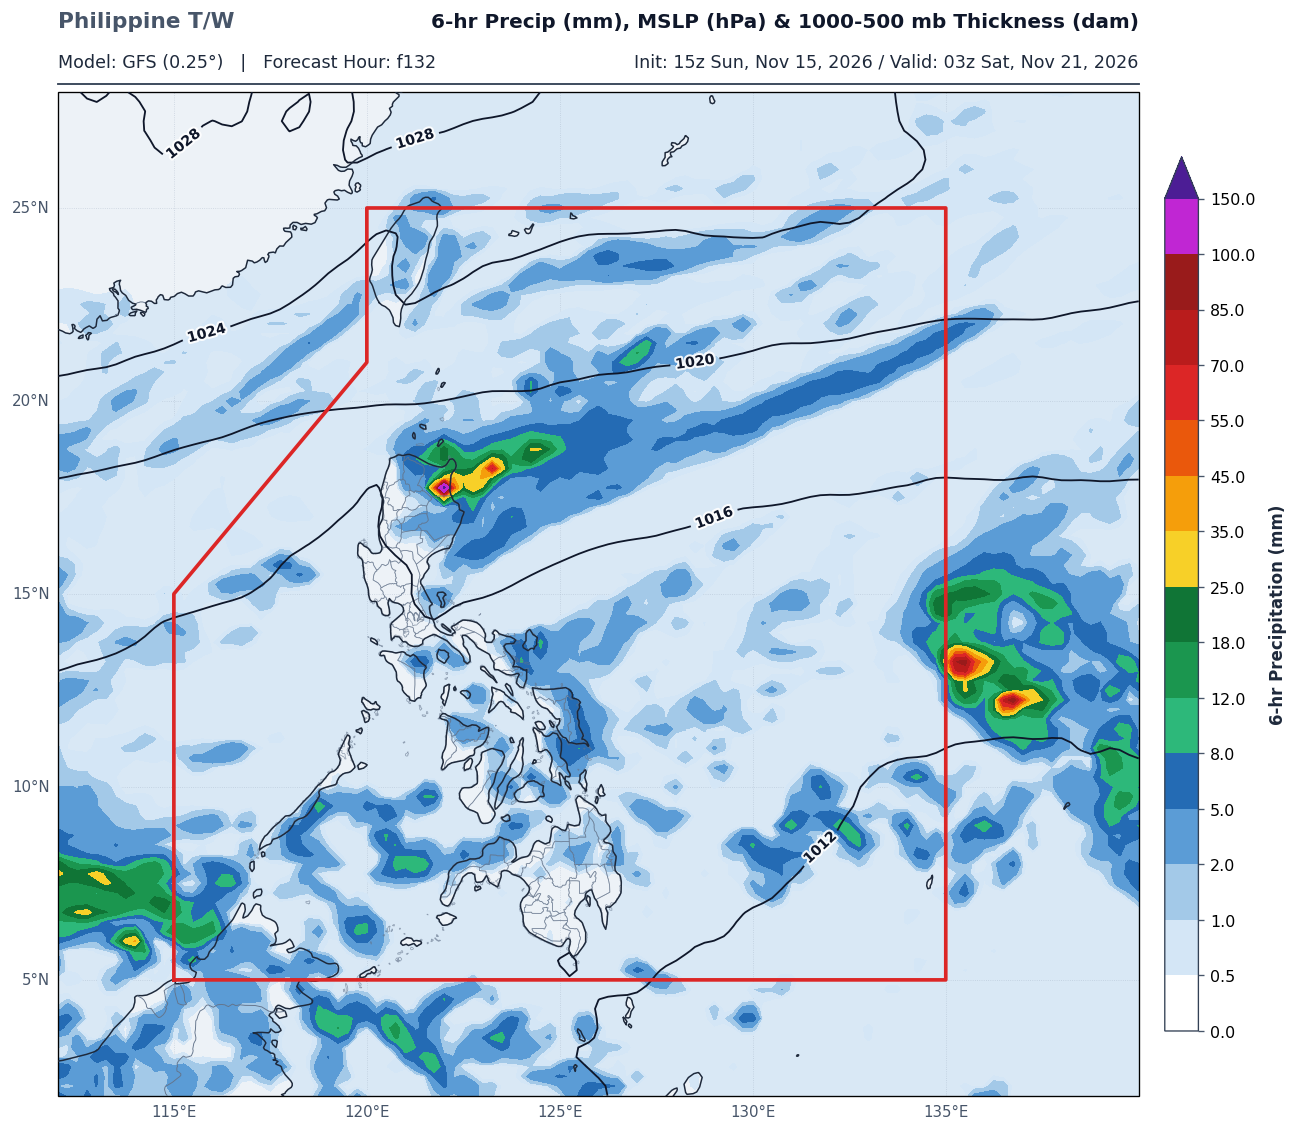 Philippine T/W
6-hr Precip (mm), MSLP (hPa) & 1000-500 mb Thickness (dam)
Model: GFS (0.25°) | Forecast Hour: f132
Init: 15z Sun, Nov 15, 2026 / Valid: 03z Sat, Nov 21, 2026
1028
1028
1024
1020
1016
1012
25°N
20°N
15°N
10°N
5°N
115°E
120°E
125°E
130°E
135°E
150.0
100.0
85.0
70.0
55.0
45.0
35.0
25.0
18.0
12.0
8.0
5.0
2.0
1.0
0.5
0.0
6-hr Precipitation (mm)